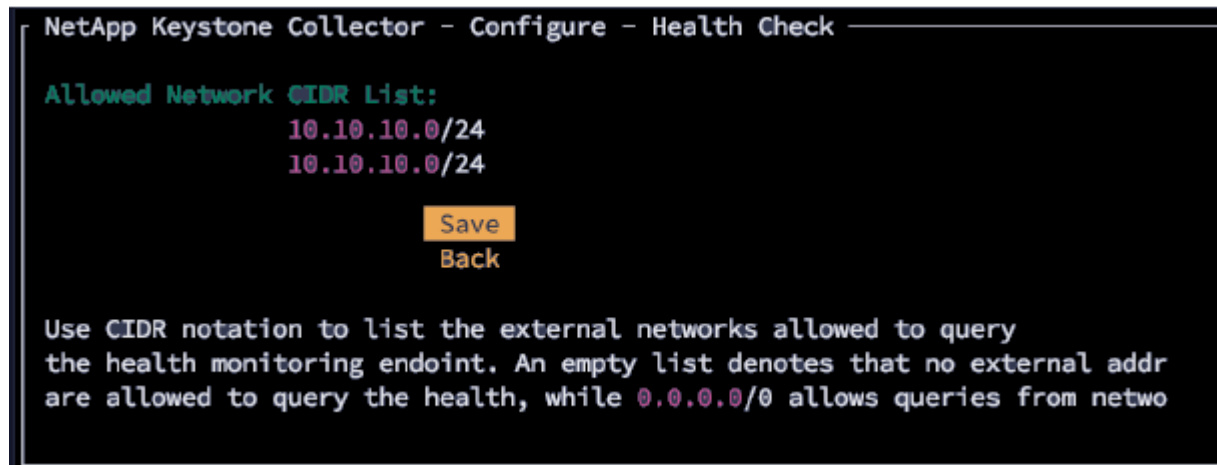 NetApp Keystone Collector - Configure - Health Check
Allowed Network CIDR List:
10.10.10.0/24
10.10.10.0/24
Save
Back
Use CIDR notation to list the external networks allowed to query
the health monitoring endoint. An empty list denotes that no external addr
are allowed to query the health, while 0.0.0.0/0 allows queries from netwo